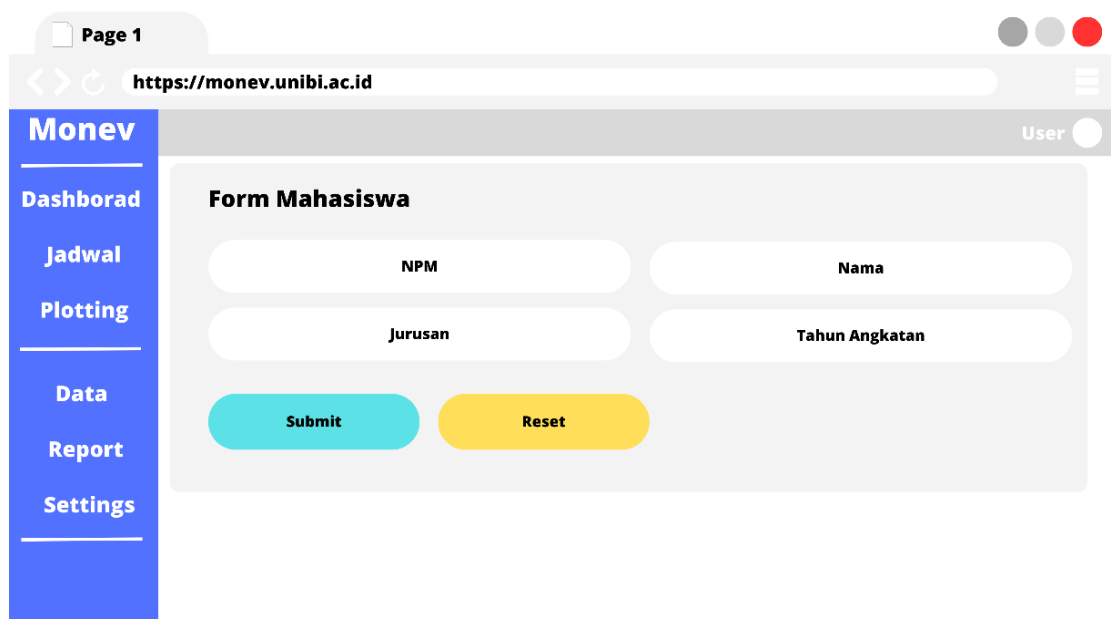 Page 1
https://monev.unibi.ac.id
Monev
User
Dashborad
Jadwal
Plotting
Data
Report
Settings
Form Mahasiswa
NPM
Nama
Jurusan
Tahun Angkatan
Submit
Reset